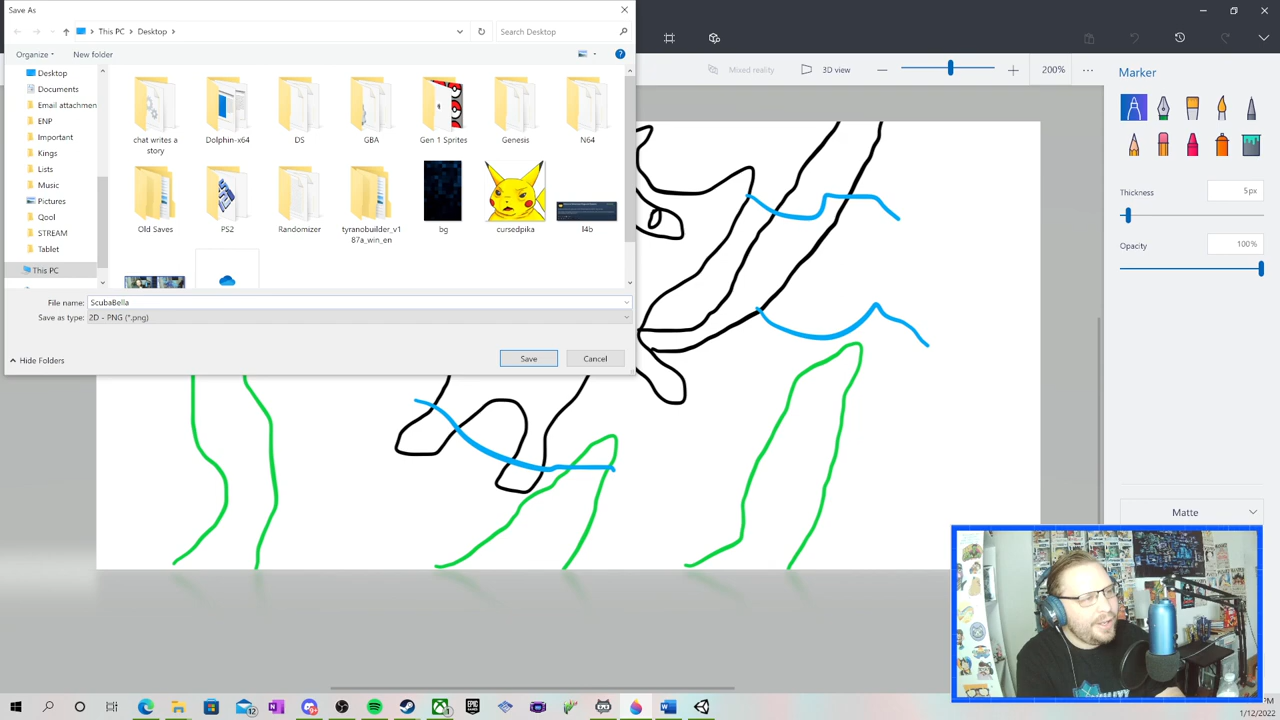 Save As
This PC
Desktop
Search Desktop
Organize
New folder
Mixed reality
3D view
200%
Marker
Desktop
Documents
Email attachmen
ENP
Important
Kings
Lists
Music
Pictures
Qool
STREAM
Tablet
This PC
chat writes a
story
Dolphin-x64
DS
GBA
Gen 1 Sprites
Genesis
N64
Old Saves
PS2
Randomizer
tyranobuilder_v1
87a_win_en
bg
cursedpika
l4b
File name:
ScubaBella
Save as type:
2D - PNG (*.png)
Hide Folders
Save
Cancel
Thickness
5px
Opacity
100%
Matte
12
PM
1/12/2022